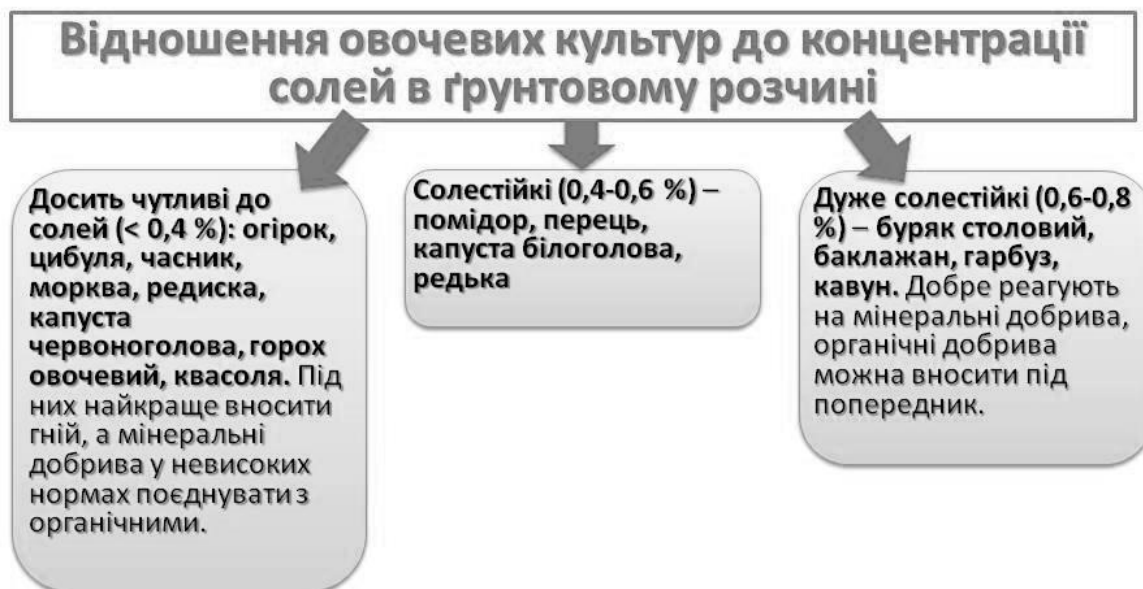 Відношення овочевих культур до концентрації
солей в ґрунтовому розчині
Досить чутливі до
солей (< 0,4 %): огірок,
цибуля, часник,
морква, редиска,
капуста
червоноголова, горох
овочевий, квасоля. Під
них найкраще вносити
гній, а мінеральні
добрива у невисоких
нормах поєднувати з
органічними.
Солестійкі (0,4-0,6 %) –
помідор, перець,
капуста білоголова,
редька
Дуже солестійкі (0,6-0,8
%) – буряк столовий,
баклажан, гарбуз,
кавун. Добре реагують
на мінеральні добрива,
органічні добрива
можна вносити під
попередник.